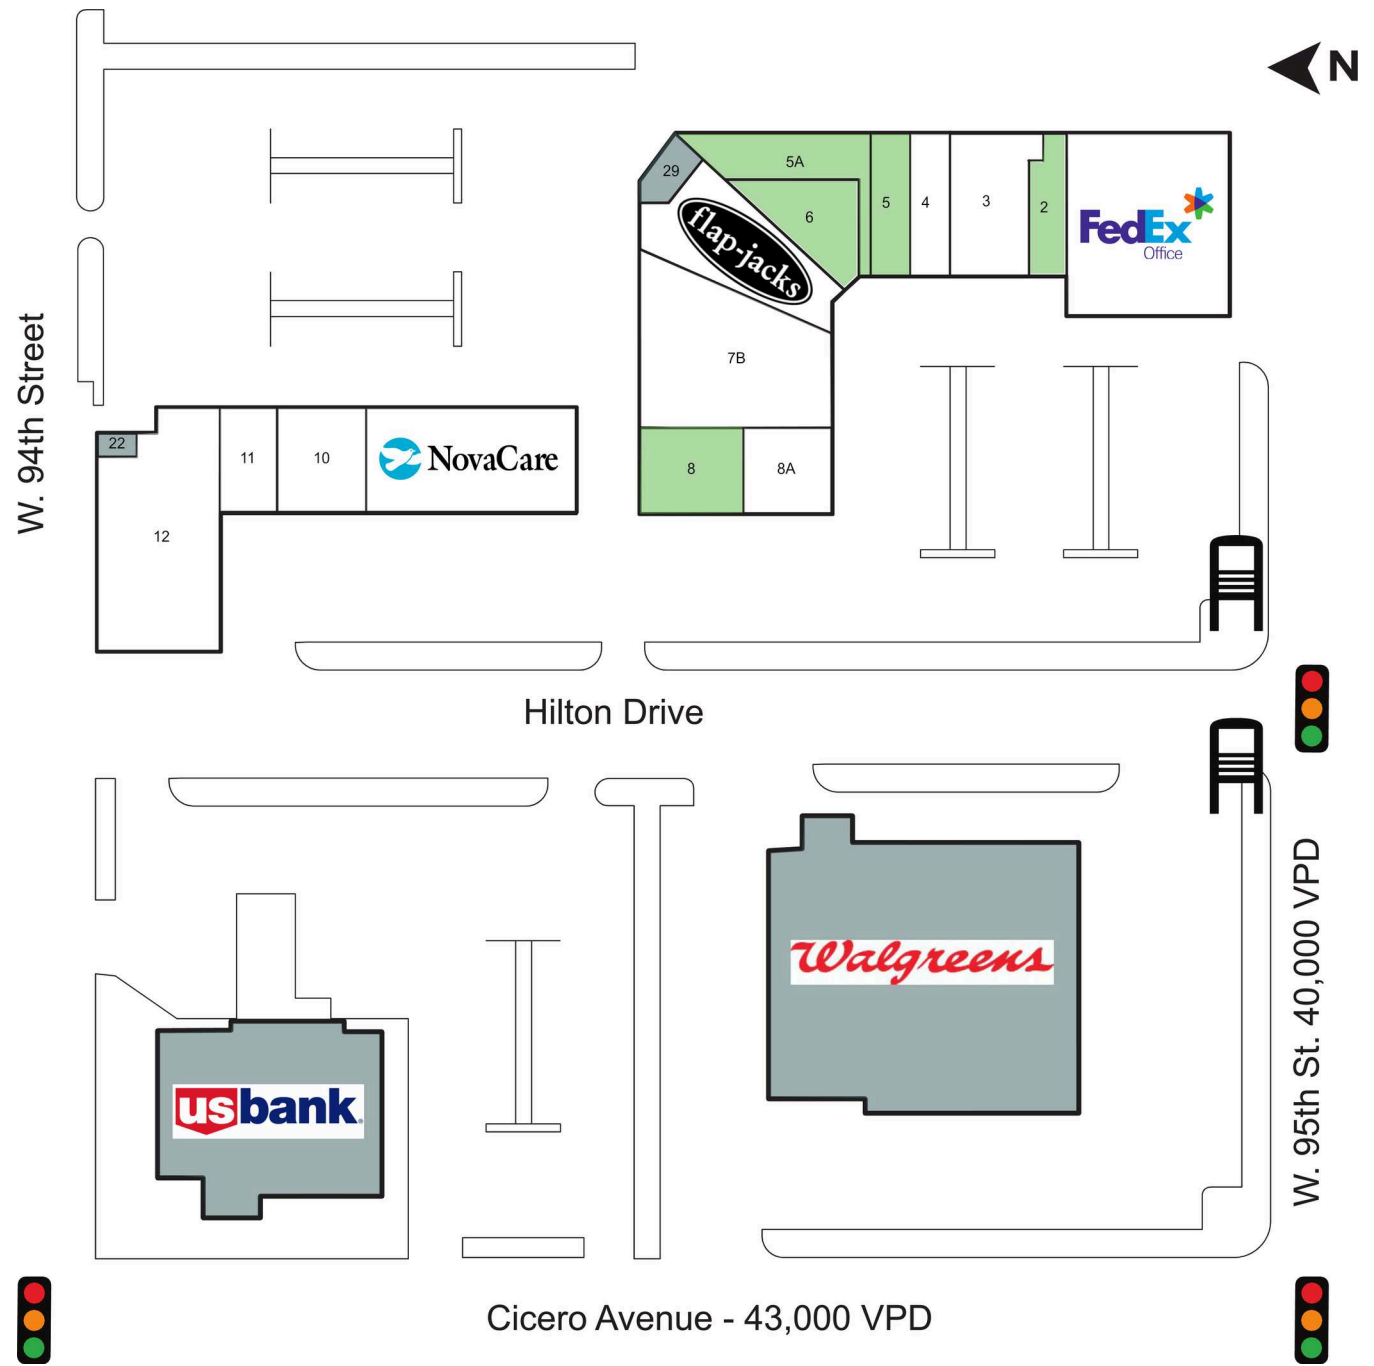 N
29
5A
6
5
4
3
2
FedEx
Office
flap-jacks
7B
8
8A
W. 94th Street
22
11
10
NovaCare
12
Hilton Drive
Walgreens
usbank
W. 95th St. 40,000 VPD
Cicero Avenue - 43,000 VPD